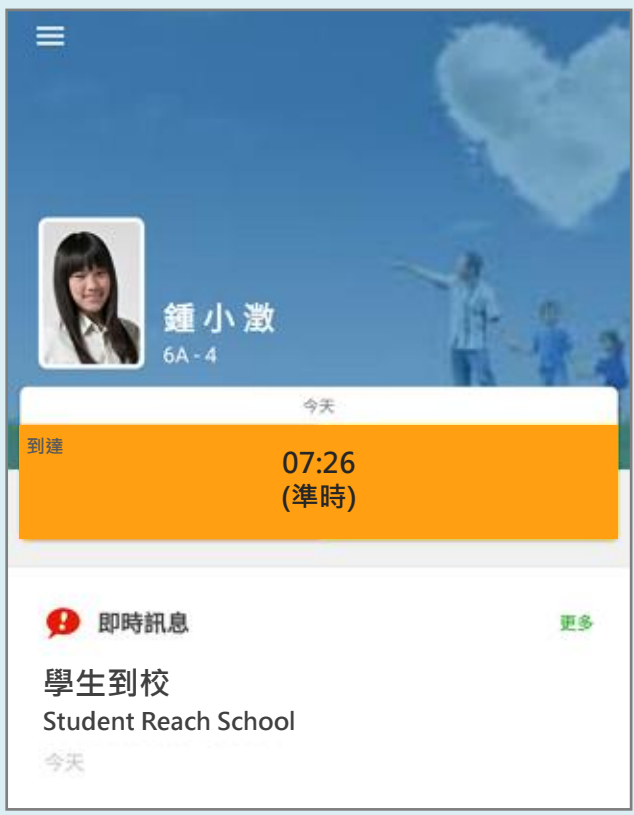 鍾小澂
6A - 4
今天
到達
07:26
(準時)
即時訊息
更多
學生到校
Student Reach School
今天